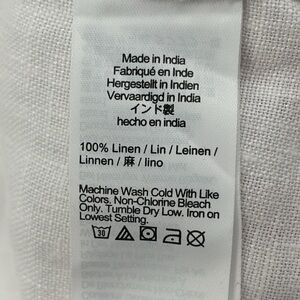 Made in India
Fabriqué en Inde
Hergestellt in Indien
Vervaardigd in India
インド製
hecho en india
100% Linen / Lin / Leinen /
Linnen / 麻 / lino
Machine Wash Cold With Like
Colors. Non-Chlorine Bleach
Only. Tumble Dry Low. Iron on
Lowest Setting.
30